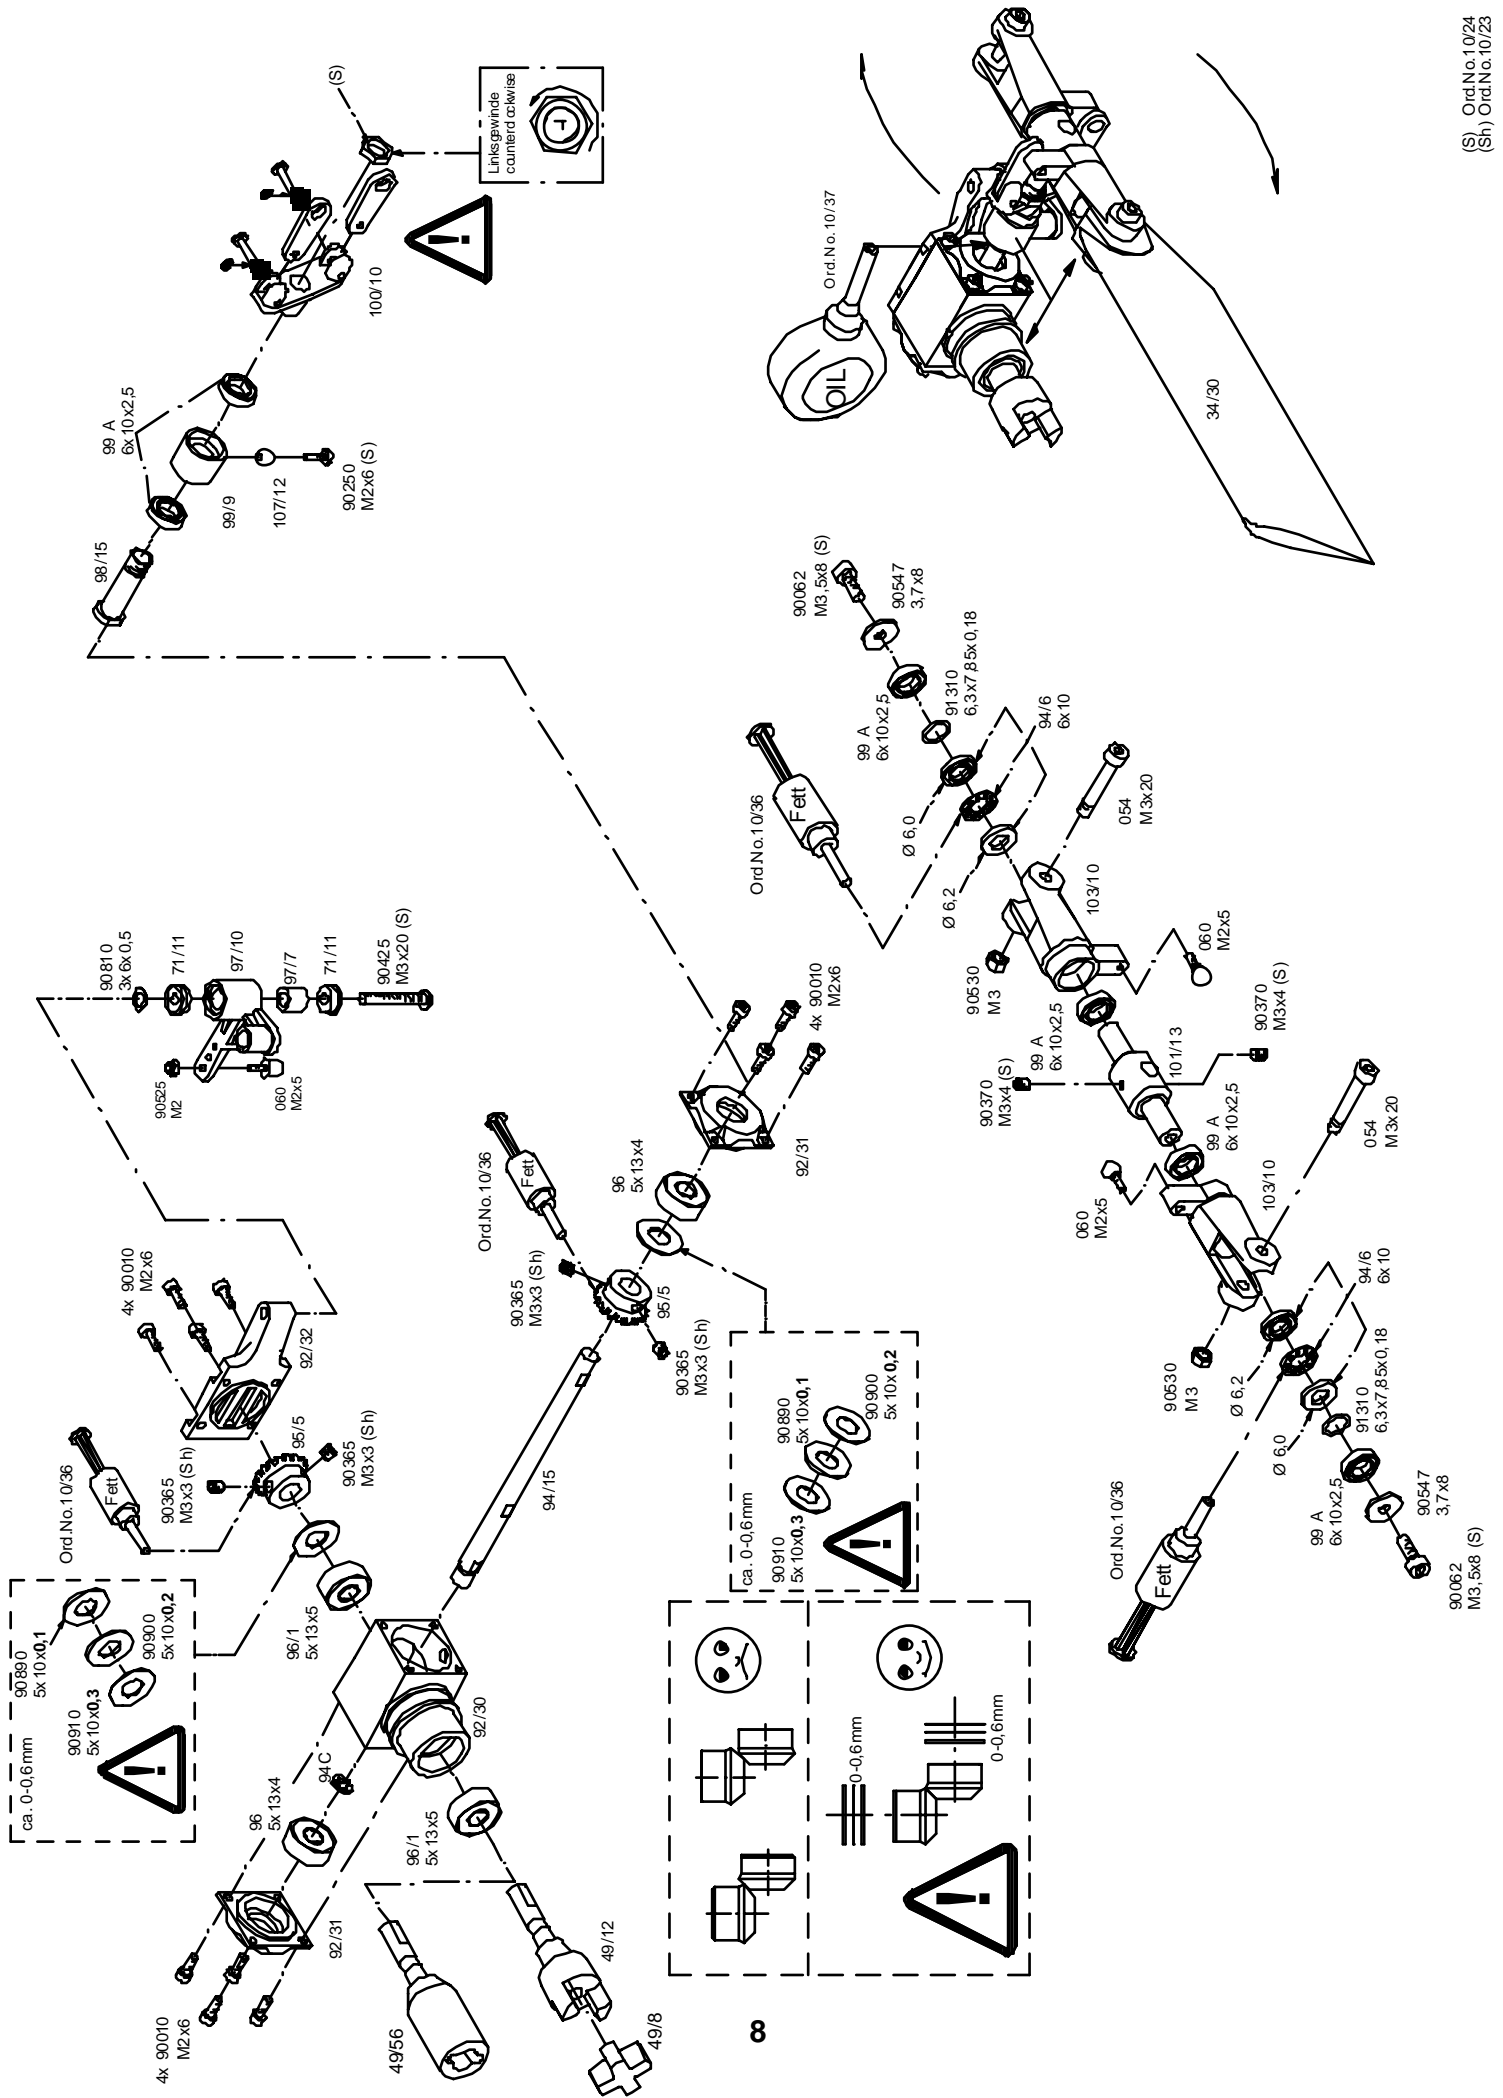 (S) Ord.No.10/24
(Sh) Ord.No.10/23
(S)
Linksgewinde
counterdockwise
100/10
99 A
6x10x2,5
99/9
107/12
90250
M2x6 (S)
98/15
Ord.No.10/37
OIL
34/30
90810
3x6x0,5
71/11
97/10
97/7
71/11
90425
M3x20 (S)
90525
M2
060
M2x5
4x 90010
M2x6
92/32
Ord.No.10/36
Fett
90365
M3x3 (Sh)
95/5
90365
M3x3 (Sh)
ca. 0-0,6mm
90890
5x10x0,1
90910
5x10x0,3
90900
5x10x0,2
96/1
5x13x5
92/30
94C
96
5x13x4
92/31
4x 90010
M2x6
96/1
5x13x5
49/56
49/12
49/8
94/15
Ord.No.10/36
Fett
90365
M3x3 (Sh)
95/5
90365
M3x3 (Sh)
96
5x13x4
92/31
4x 90010
M2x6
ca. 0-0,6mm
90910
5x10x0,3
90890
5x10x0,1
90900
5x10x0,2
0-0,6mm
0-0,6mm
90062
M3,5x8 (S)
90547
3,7x8
99 A
6x10x2,5
91310
6,3x7,85x0,18
94/6
6x10
Ø 6,0
Ø 6,2
Ord.No.10/36
Fett
054
M3x20
103/10
90530
M3
060
M2x5
99 A
6x10x2,5
101/13
90370
M3x4 (S)
90370
M3x4 (S)
99 A
6x10x2,5
060
M2x5
103/10
054
M3x20
90530
M3
94/6
6x10
Ø 6,2
Ø 6,0
91310
6,3x7,85x0,18
99 A
6x10x2,5
90547
3,7x8
90062
M3,5x8 (S)
Ord.No.10/36
Fett
8